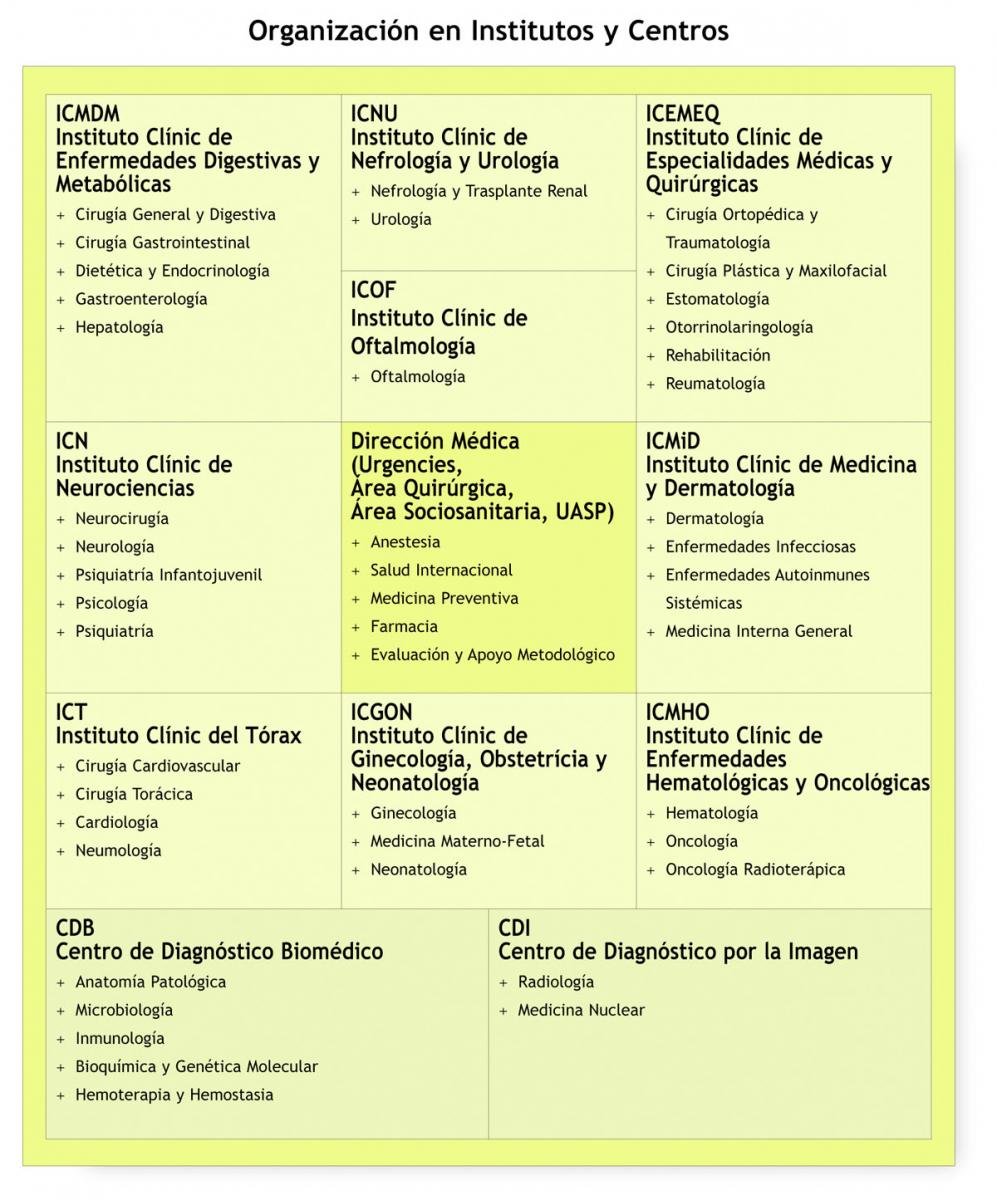 Organización en Institutos y Centros
ICMDM
Instituto Clínic de
Enfermedades Digestivas y
Metabólicas
+ Cirugía General y Digestiva
+ Cirugía Gastrointestinal
+ Dietética y Endocrinología
+ Gastroenterología
+ Hepatología
ICNU
Instituto Clínic de
Nefrología y Urología
+ Nefrología y Trasplante Renal
+ Urología
ICOF
Instituto Clínic de
Oftalmología
+ Oftalmología
ICEMEQ
Instituto Clínic de
Especialidades Médicas y
Quirúrgicas
+ Cirugía Ortopédica y
Traumatología
+ Cirugía Plástica y Maxilofacial
+ Estomatología
+ Otorrinolaringología
+ Rehabilitación
+ Reumatología
ICN
Instituto Clínic de
Neurociencias
+ Neurocirugía
+ Neurología
+ Psiquiatría Infantojuvenil
+ Psicología
+ Psiquiatría
Dirección Médica
(Urgencies,
Área Quirúrgica,
Área Sociosanitaria, UASP)
+ Anestesia
+ Salud Internacional
+ Medicina Preventiva
+ Farmacia
+ Evaluación y Apoyo Metodológico
ICMiD
Instituto Clínic de Medicina
y Dermatología
+ Dermatología
+ Enfermedades Infecciosas
+ Enfermedades Autoinmunes
Sistémicas
+ Medicina Interna General
ICT
Instituto Clínic del Tórax
+ Cirugía Cardiovascular
+ Cirugía Torácica
+ Cardiología
+ Neumología
ICGON
Instituto Clínic de
Ginecología, Obstetrícia y
Neonatología
+ Ginecología
+ Medicina Materno-Fetal
+ Neonatología
ICMHO
Instituto Clínic de
Enfermedades
Hematológicas y Oncológicas
+ Hematología
+ Oncología
+ Oncología Radioterápica
CDB
Centro de Diagnóstico Biomédico
+ Anatomía Patológica
+ Microbiología
+ Inmunología
+ Bioquímica y Genética Molecular
+ Hemoterapia y Hemostasia
CDI
Centro de Diagnóstico por la Imagen
+ Radiología
+ Medicina Nuclear